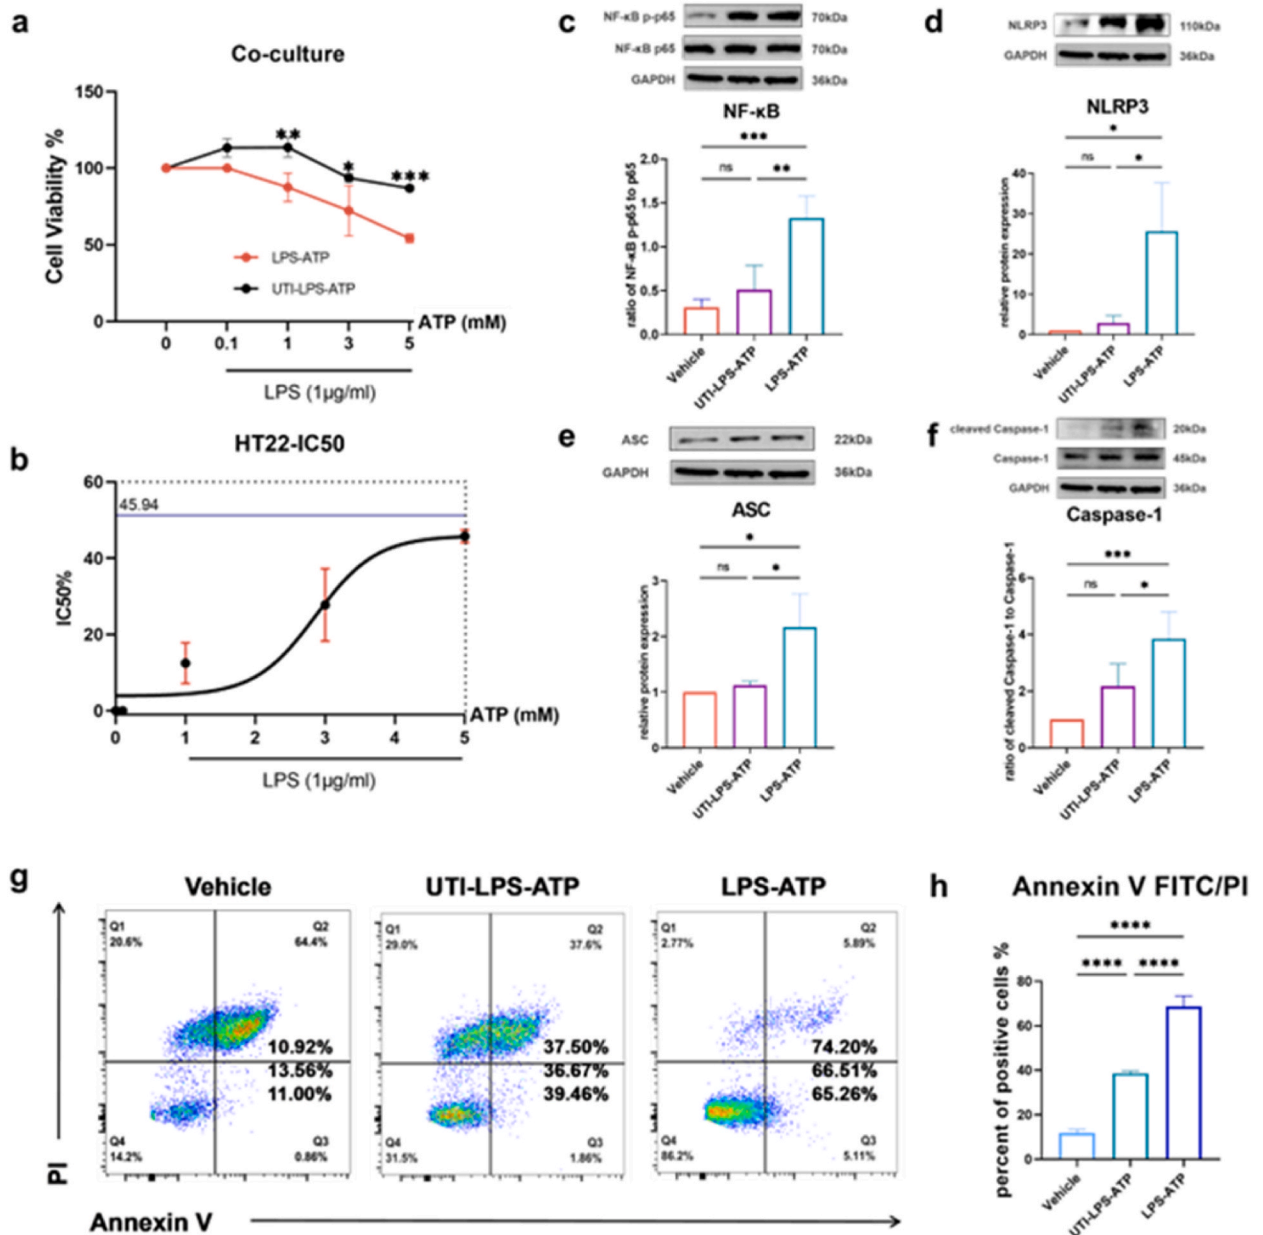 a
Co-culture
Cell Viability %
150
100
50
0
** * ***
LPS-ATP
UTI-LPS-ATP
ATP (mM)
0 0.1 1 3 5
LPS (1μg/ml)
b
HT22-IC50
IC50%
60
40
20
0
45.94
ATP (mM)
0 1 2 3 4 5
LPS (1μg/ml)
c
NF-κB p-p65 70kDa
NF-κB p65 70kDa
GAPDH 36kDa
NF-κB
***
ns **
ratio of NF-κB p-p65 to p65
2.0
1.5
1.0
0.5
0.0
Vehicle
UTI-LPS-ATP
LPS-ATP
d
NLRP3 110kDa
GAPDH 36kDa
NLRP3
*
ns *
relative protein expression
40
30
20
10
0
Vehicle
UTI-LPS-ATP
LPS-ATP
e
ASC 22kDa
GAPDH 36kDa
ASC
*
ns *
relative protein expression
3
2
1
0
Vehicle
UTI-LPS-ATP
LPS-ATP
f
cleaved Caspase-1 20kDa
Caspase-1 45kDa
GAPDH 36kDa
Caspase-1
***
ns *
ratio of cleaved Caspase-1 to Caspase-1
6
4
2
0
Vehicle
UTI-LPS-ATP
LPS-ATP
g
Vehicle
Q1 Q2
20.6% 64.4%
10.92%
13.56%
11.00%
Q4 Q3
14.2% 0.86%
UTI-LPS-ATP
Q1 Q2
29.0% 37.6%
37.50%
36.67%
39.46%
Q4 Q3
31.5% 1.86%
LPS-ATP
Q1 Q2
2.77% 5.89%
74.20%
66.51%
65.26%
Q4 Q3
86.2% 5.11%
PI
Annexin V
h
Annexin V FITC/PI
****
**** ****
percent of positive cells %
80
60
40
20
0
Vehicle
UTI-LPS-ATP
LPS-ATP